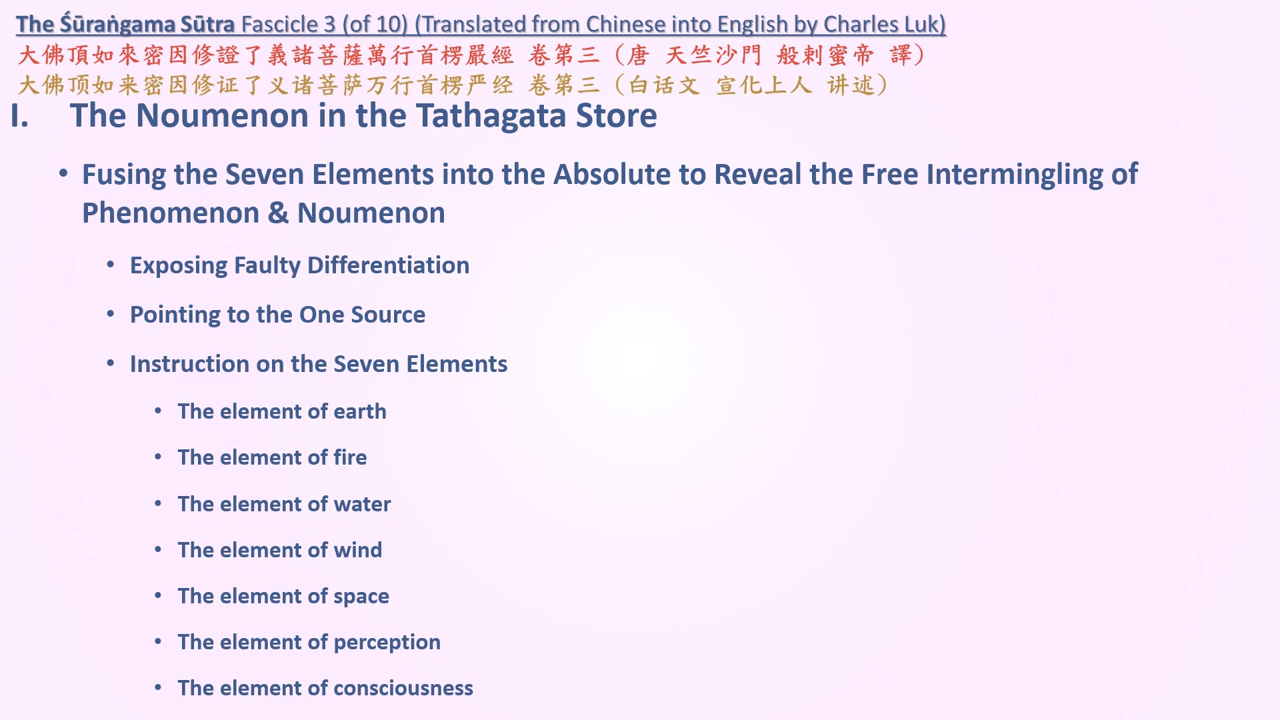 The Śūraṅgama Sūtra Fascicle 3 (of 10) (Translated from Chinese into English by Charles Luk)
大佛頂如來密因修證了義諸菩薩萬行首楞嚴經 卷第三（唐 天竺沙門 般剌蜜帝 譯）
大佛顶如来密因修证了义诸菩萨万行首楞严经 卷第三（白话文 宣化上人 讲述）
I. The Noumenon in the Tathagata Store
• Fusing the Seven Elements into the Absolute to Reveal the Free Intermingling of
Phenomenon & Noumenon
• Exposing Faulty Differentiation
• Pointing to the One Source
• Instruction on the Seven Elements
• The element of earth
• The element of fire
• The element of water
• The element of wind
• The element of space
• The element of perception
• The element of consciousness